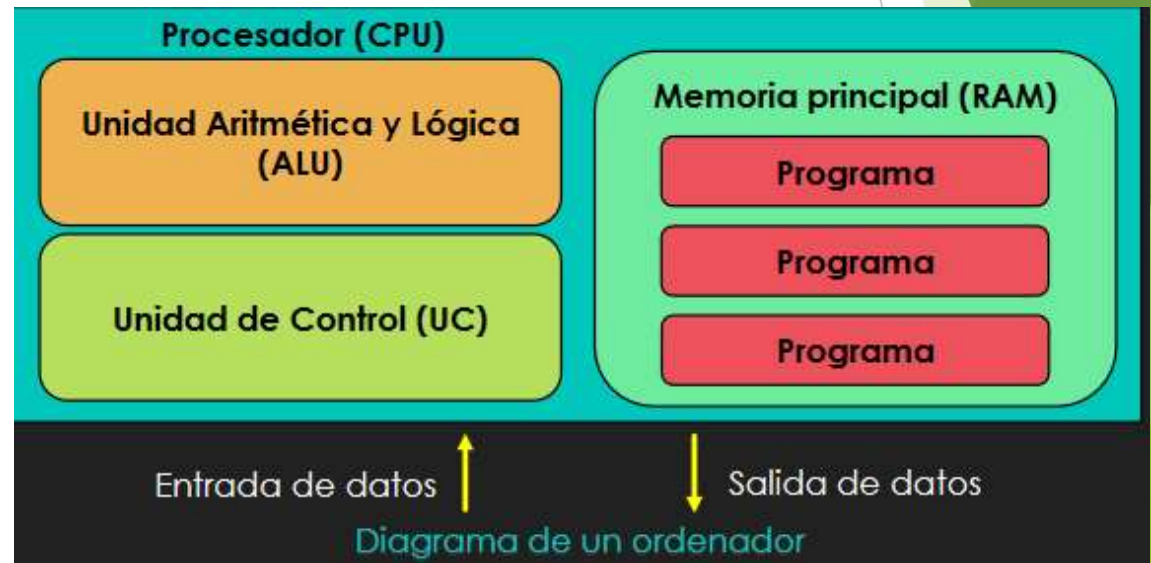 Procesador (CPU)
Unidad Aritmética y Lógica
(ALU)
Unidad de Control (UC)
Memoria principal (RAM)
Programa
Programa
Programa
Entrada de datos
Salida de datos
Diagrama de un ordenador